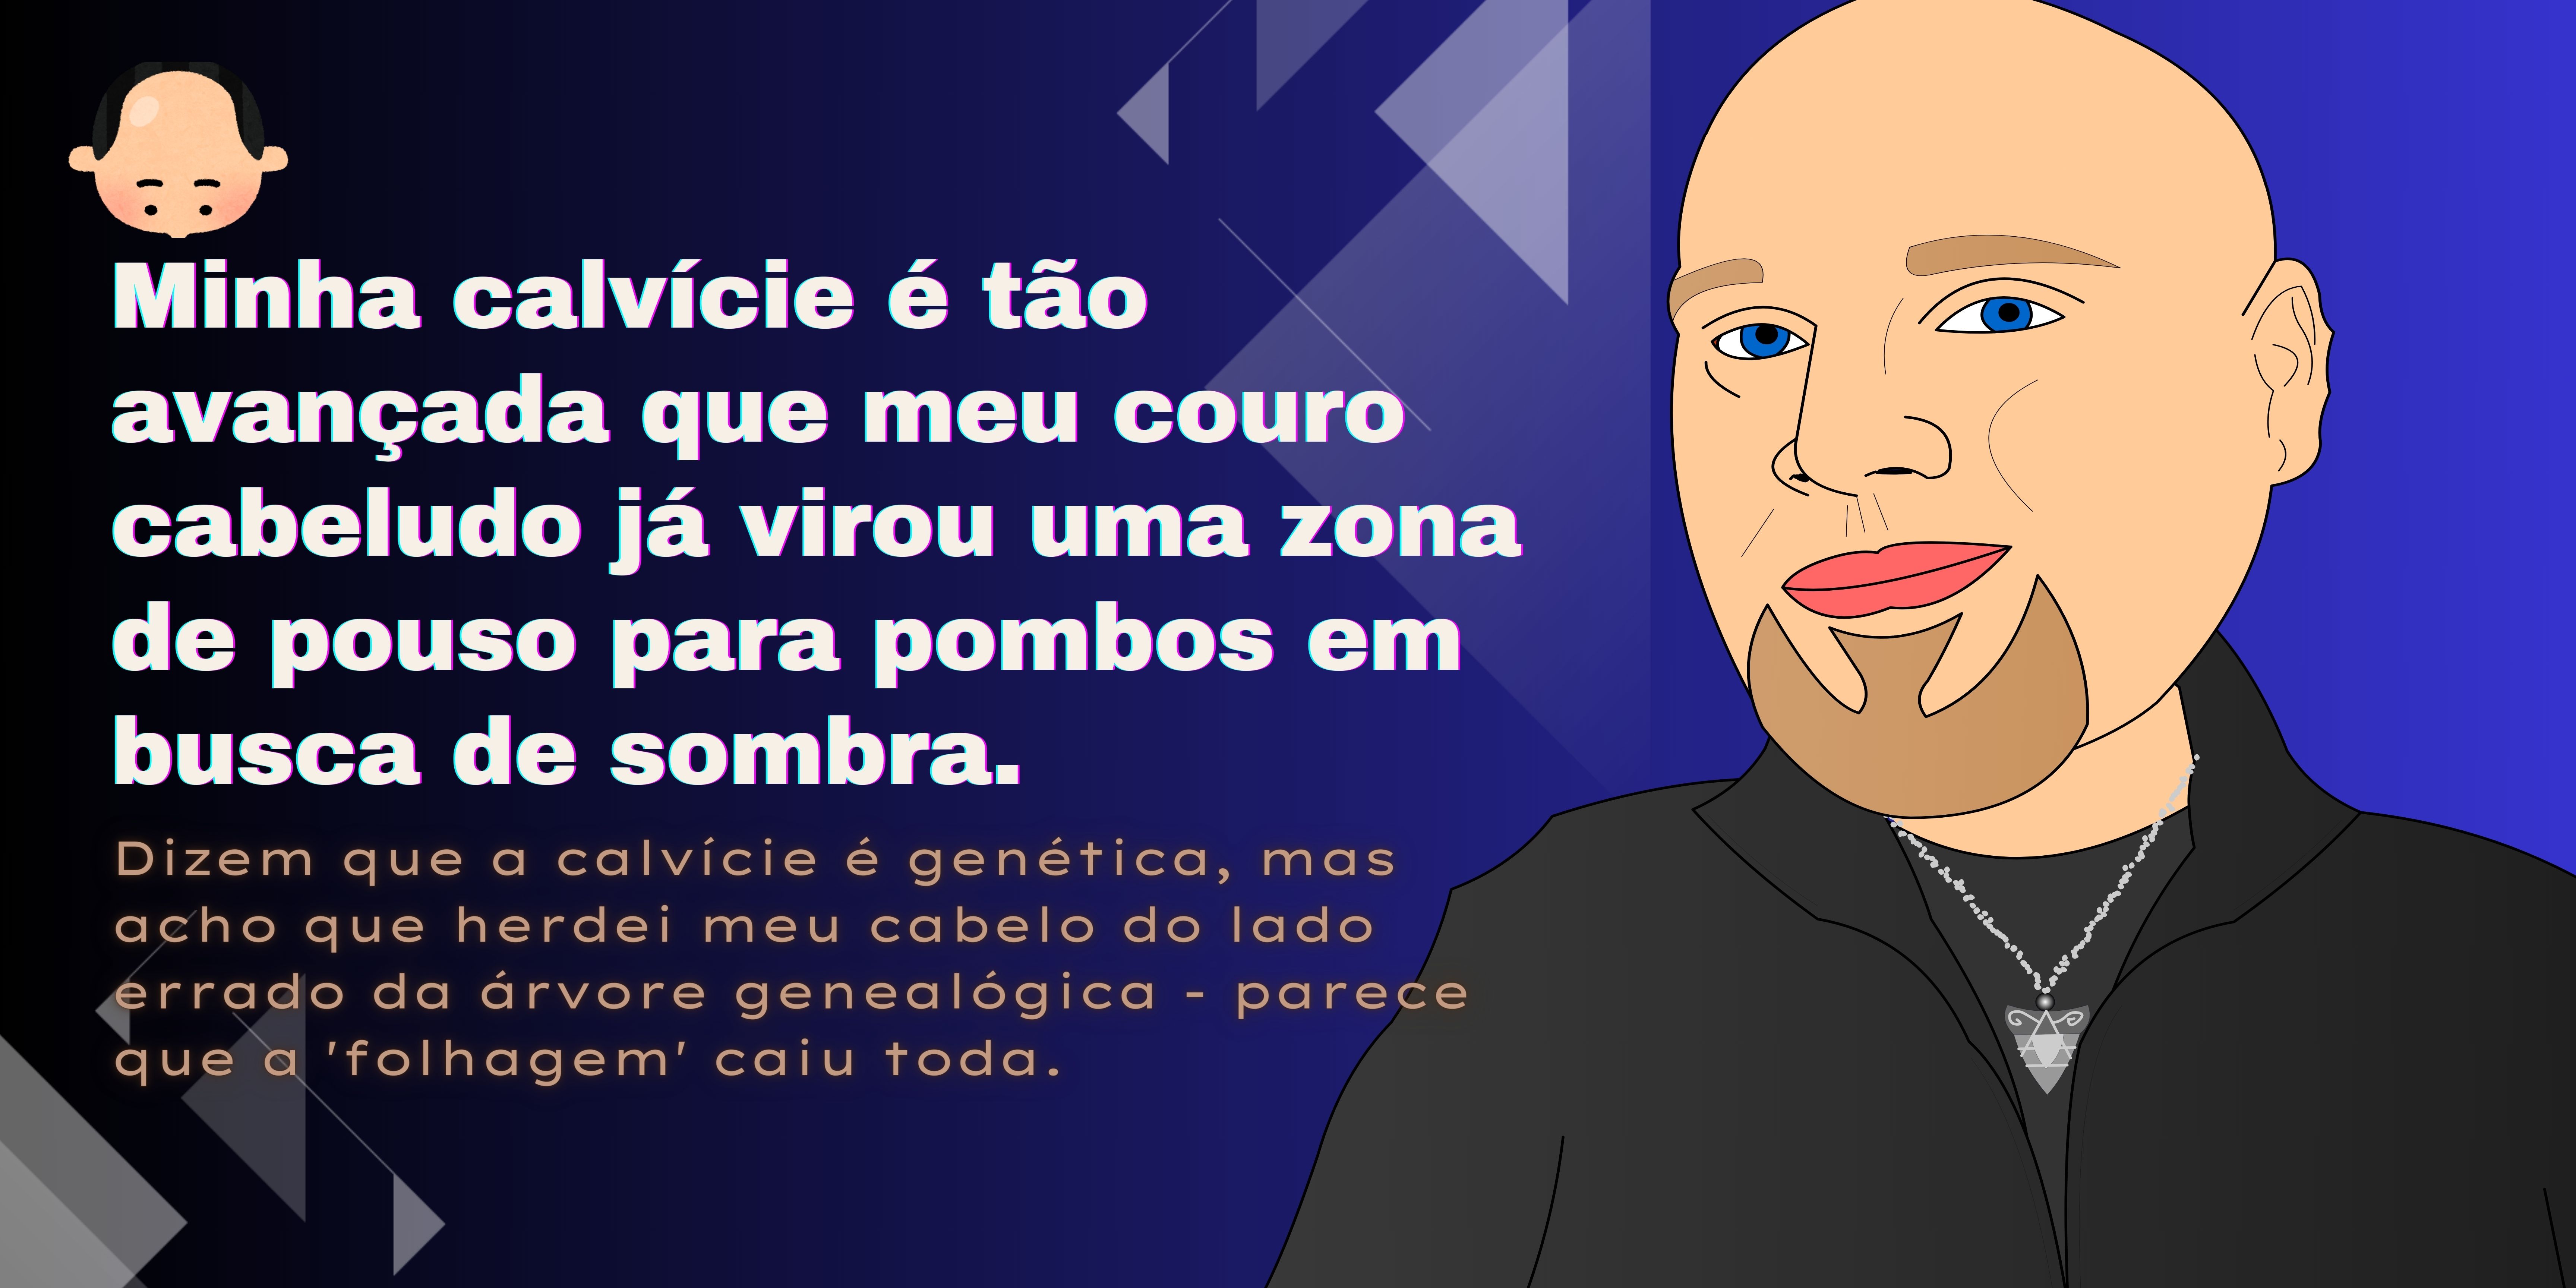 Minha calvície é tão
avançada que meu couro
cabeludo já virou uma zona
de pouso para pombos em
busca de sombra.
Dizem que a calvície é genética, mas
acho que herdei meu cabelo do lado
errado da árvore genealógica - parece
que a 'folhagem' caiu toda.